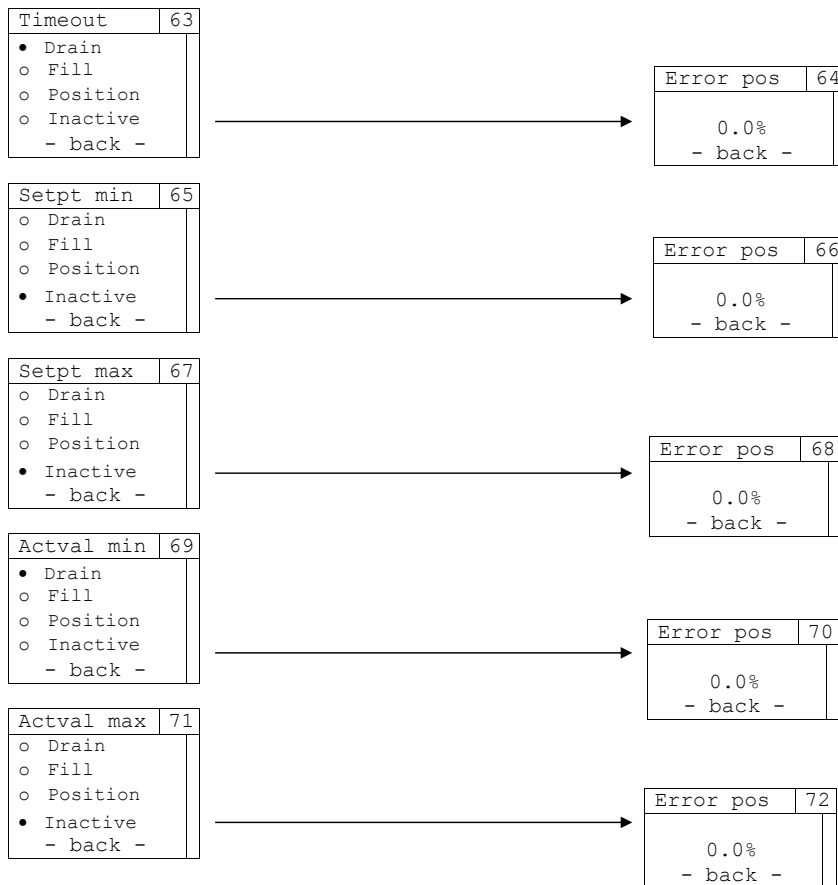 Timeout 63
• Drain
o Fill
o Position
o Inactive
- back -
Error pos 64
0.0%
- back -
Setpt min 65
o Drain
o Fill
o Position
• Inactive
- back -
Error pos 66
0.0%
- back -
Setpt max 67
o Drain
o Fill
o Position
• Inactive
- back -
Error pos 68
0.0%
- back -
Actval min 69
• Drain
o Fill
o Position
o Inactive
- back -
Error pos 70
0.0%
- back -
Actval max 71
o Drain
o Fill
o Position
• Inactive
- back -
Error pos 72
0.0%
- back -